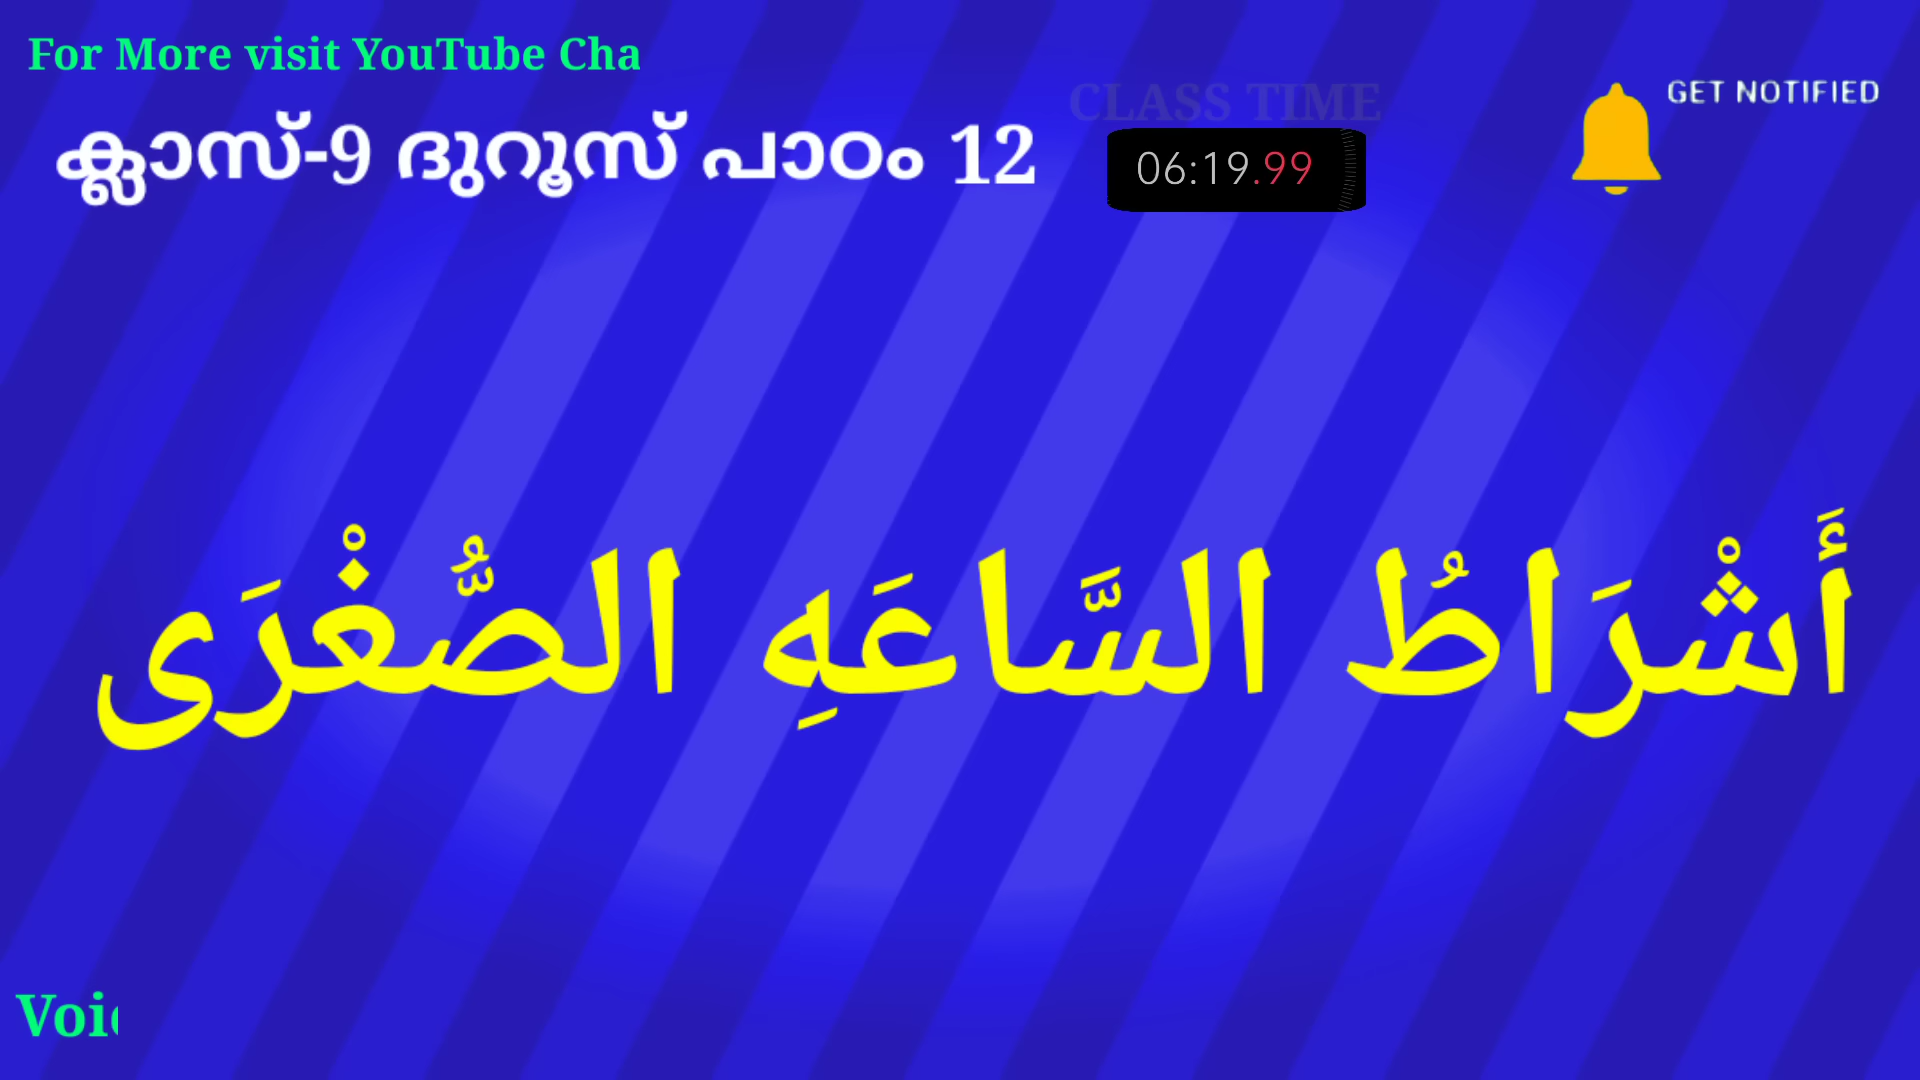 For More visit YouTube Cha
CLASS TIME
GET NOTIFIED
ക്ലാസ്-9 ദുറൂസ് പാഠം 12
06:19.99
أَشْرَاطُ السَّاعَهِ الصُّغْرَى
Voi